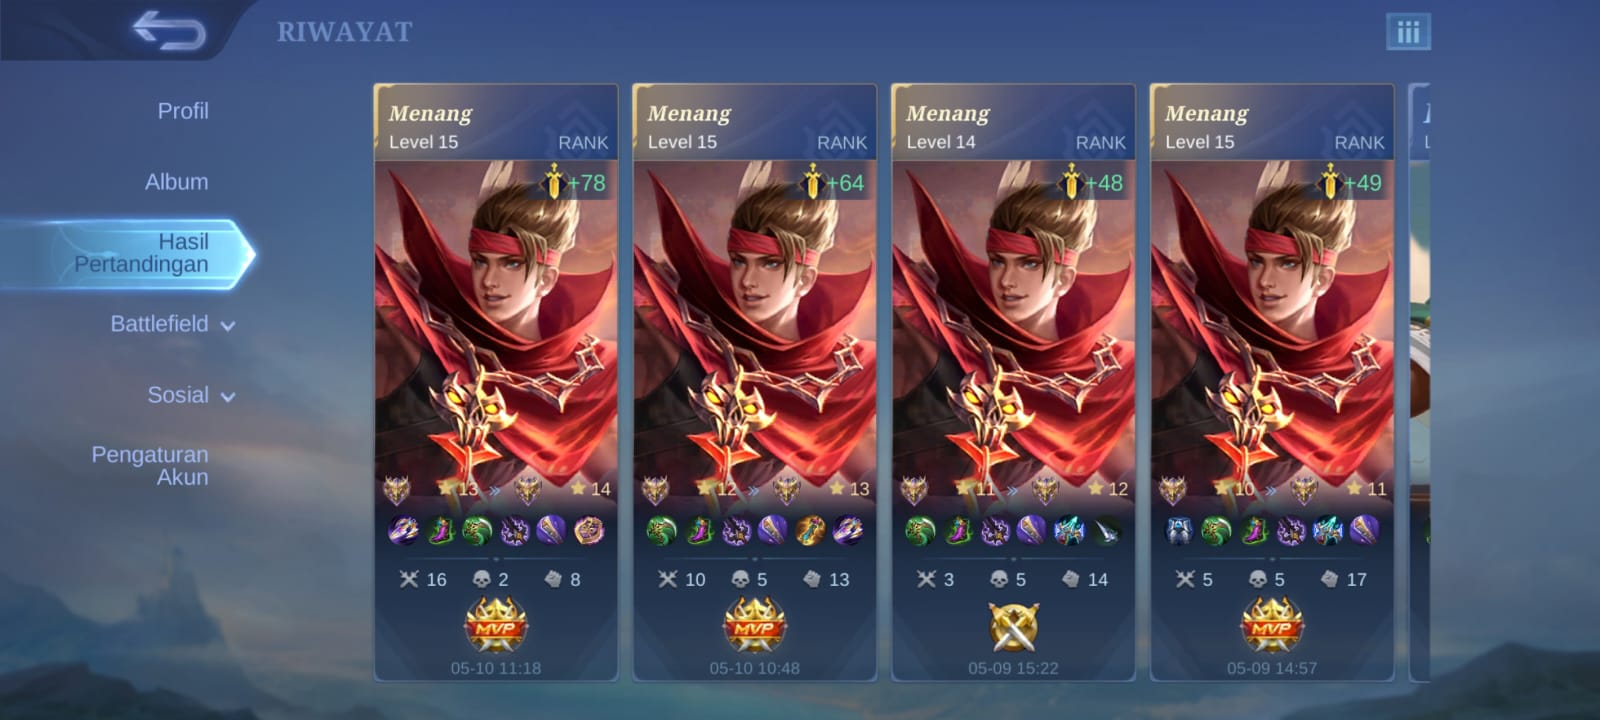 RIWAYAT
Profil
Album
Hasil
Pertandingan
Battlefield
Sosial
Pengaturan
Akun
Menang
Level 15 RANK
+78
13 » 14
16 2 8
MVP
05-10 11:18
Menang
Level 15 RANK
+64
12 » 13
10 5 13
MVP
05-10 10:48
Menang
Level 14 RANK
+48
11 » 12
3 5 14
05-09 15:22
Menang
Level 15 RANK
+49
10 » 11
5 5 17
MVP
05-09 14:57